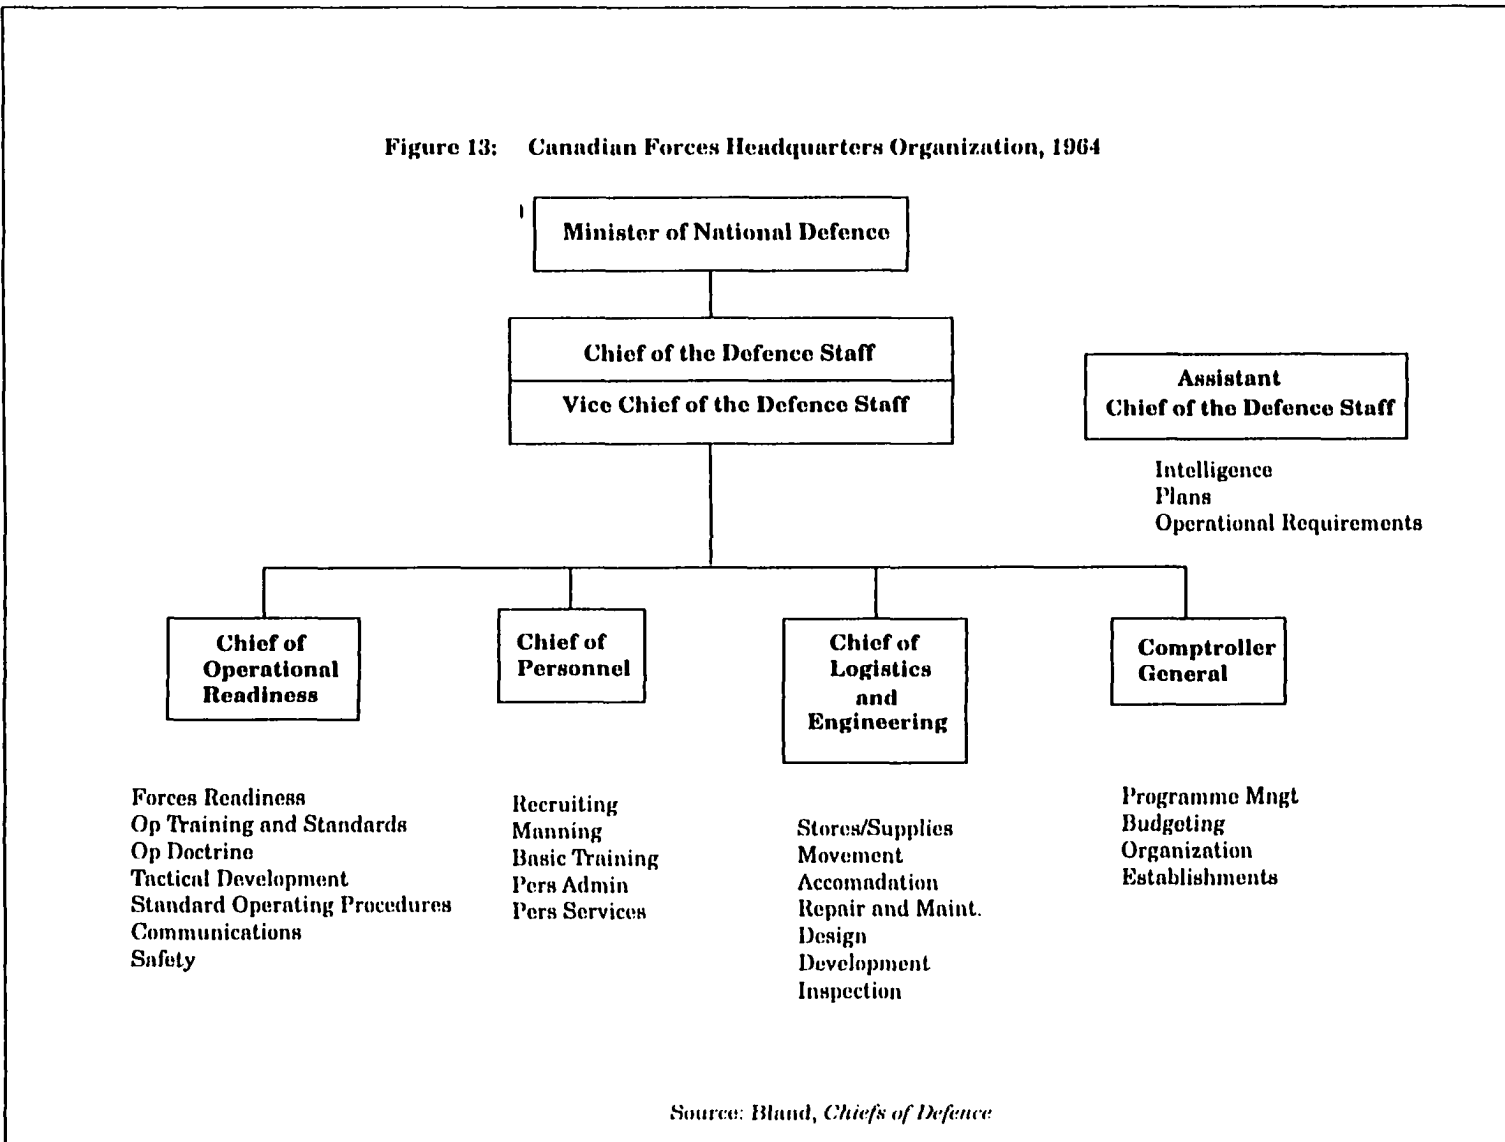 Figure 13: Canadian Forces Headquarters Organization, 1964
Minister of National Defence
Chief of the Defence Staff
Vice Chief of the Defence Staff
Assistant
Chief of the Defence Staff
Intelligence
Plans
Operational Requirements
Chief of
Operational
Readiness
Chief of
Personnel
Chief of
Logistics
and
Engineering
Comptroller
General
Forces Readiness
Op Training and Standards
Op Doctrine
Tactical Development
Standard Operating Procedures
Communications
Safety
Recruiting
Manning
Basic Training
Pers Admin
Pers Services
Stores/Supplies
Movement
Accomadation
Repair and Maint.
Design
Development
Inspection
Programme Mngt
Budgeting
Organization
Establishments
Source: Bland, Chiefs of Defence